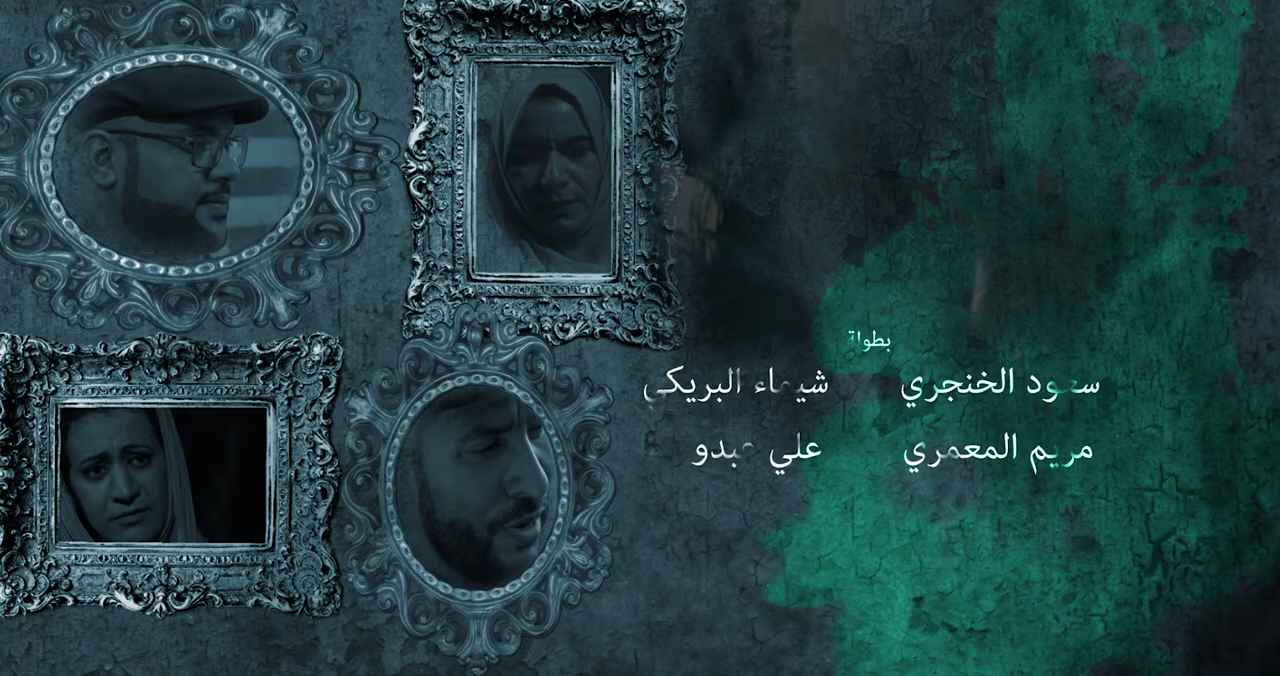 بطولة
سعود الخنجري شيماء البريكي
مريم المعمري علي عبدو